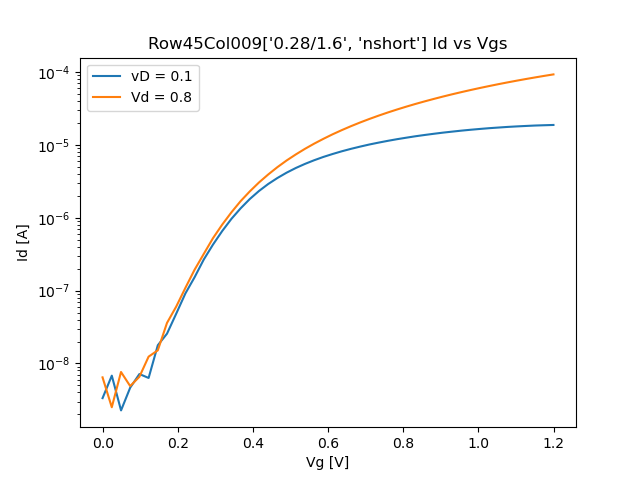 Row45Col009['0.28/1.6', 'nshort'] Id vs Vgs
vD = 0.1
Vd = 0.8
Id [A]
10⁻⁴
10⁻⁵
10⁻⁶
10⁻⁷
10⁻⁸
0.0 0.2 0.4 0.6 0.8 1.0 1.2
Vg [V]